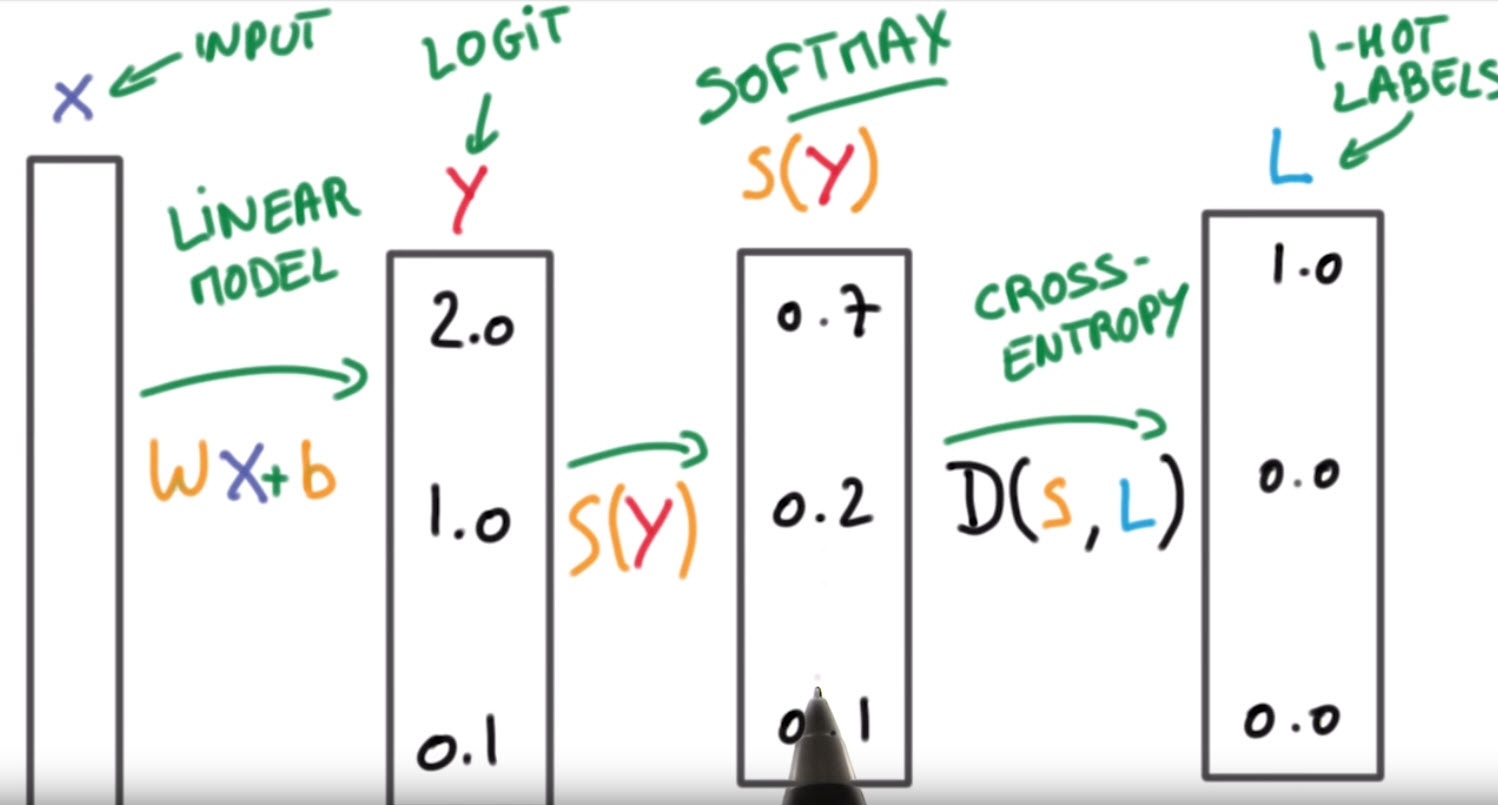 X
INPUT
LINEAR
MODEL
WX+b
LOGIT
Y
2.0
1.0
0.1
S(Y)
SOFTMAX
S(Y)
0.7
0.2
0.1
CROSS-
ENTROPY
D(S,L)
1-HOT
LABELS
L
1.0
0.0
0.0